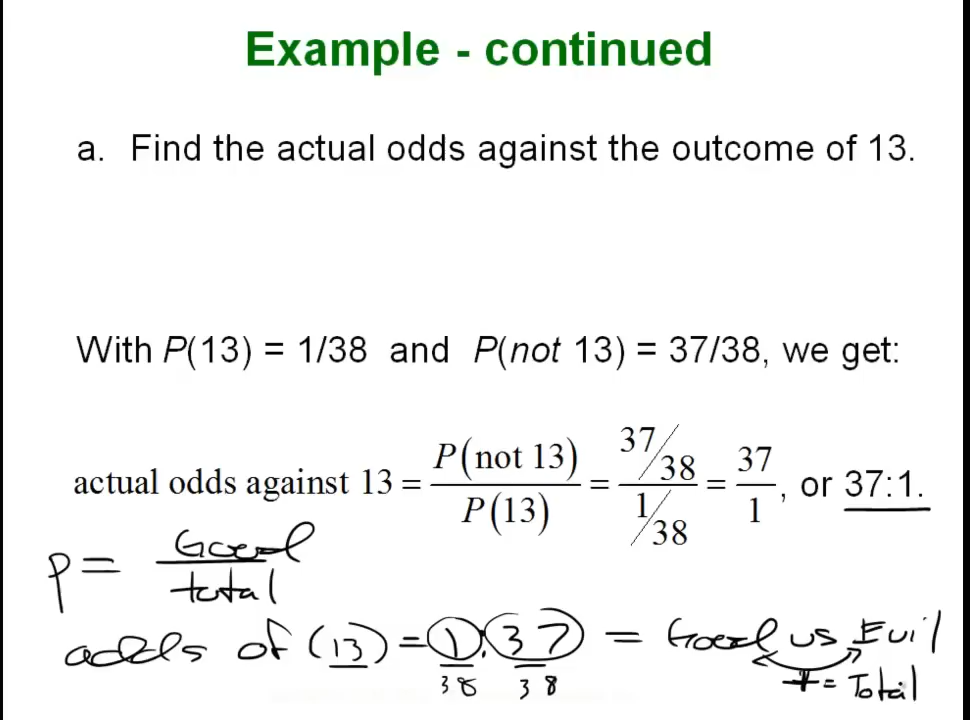 Example - continued
a. Find the actual odds against the outcome of 13.
With P(13) = 1/38 and P(not 13) = 37/38, we get:
actual odds against 13 = P(not 13)/P(13) = (37/38)/(1/38) = 37/1, or 37:1.
P = Good/total
odds of (13) = 1:37 = Good vs Evil
38 38 + = Total